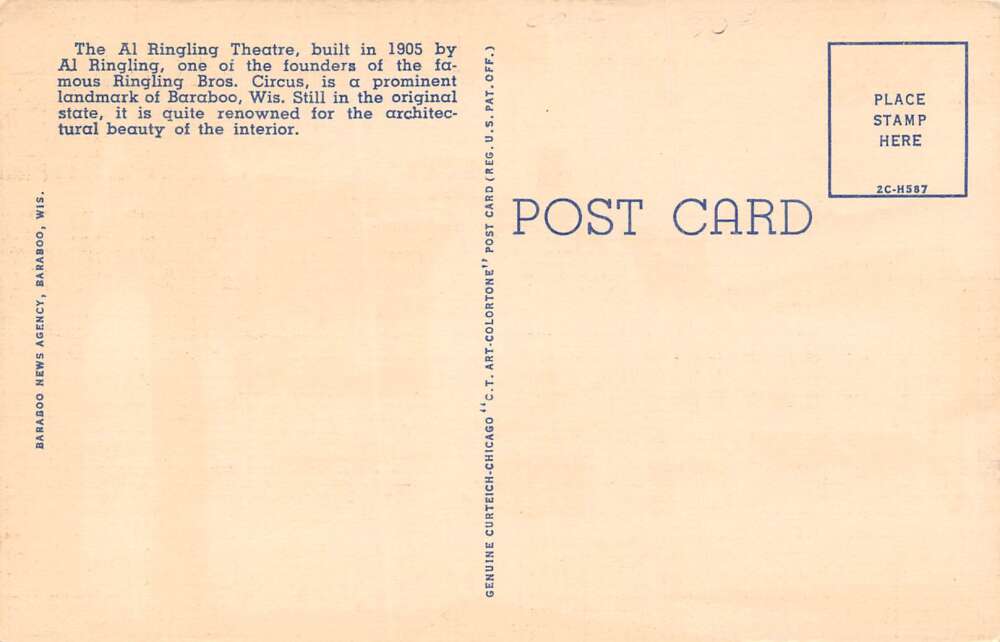 The Al Ringling Theatre, built in 1905 by
Al Ringling, one of the founders of the fa-
mous Ringling Bros. Circus, is a prominent
landmark of Baraboo, Wis. Still in the original
state, it is quite renowned for the architec-
tural beauty of the interior.
BARABOO NEWS AGENCY, BARABOO, WIS.
GENUINE CURTEICH-CHICAGO "C.T. ART-COLORTONE" POST CARD (REG. U.S. PAT. OFF.)
POST CARD
PLACE
STAMP
HERE
2C-H587